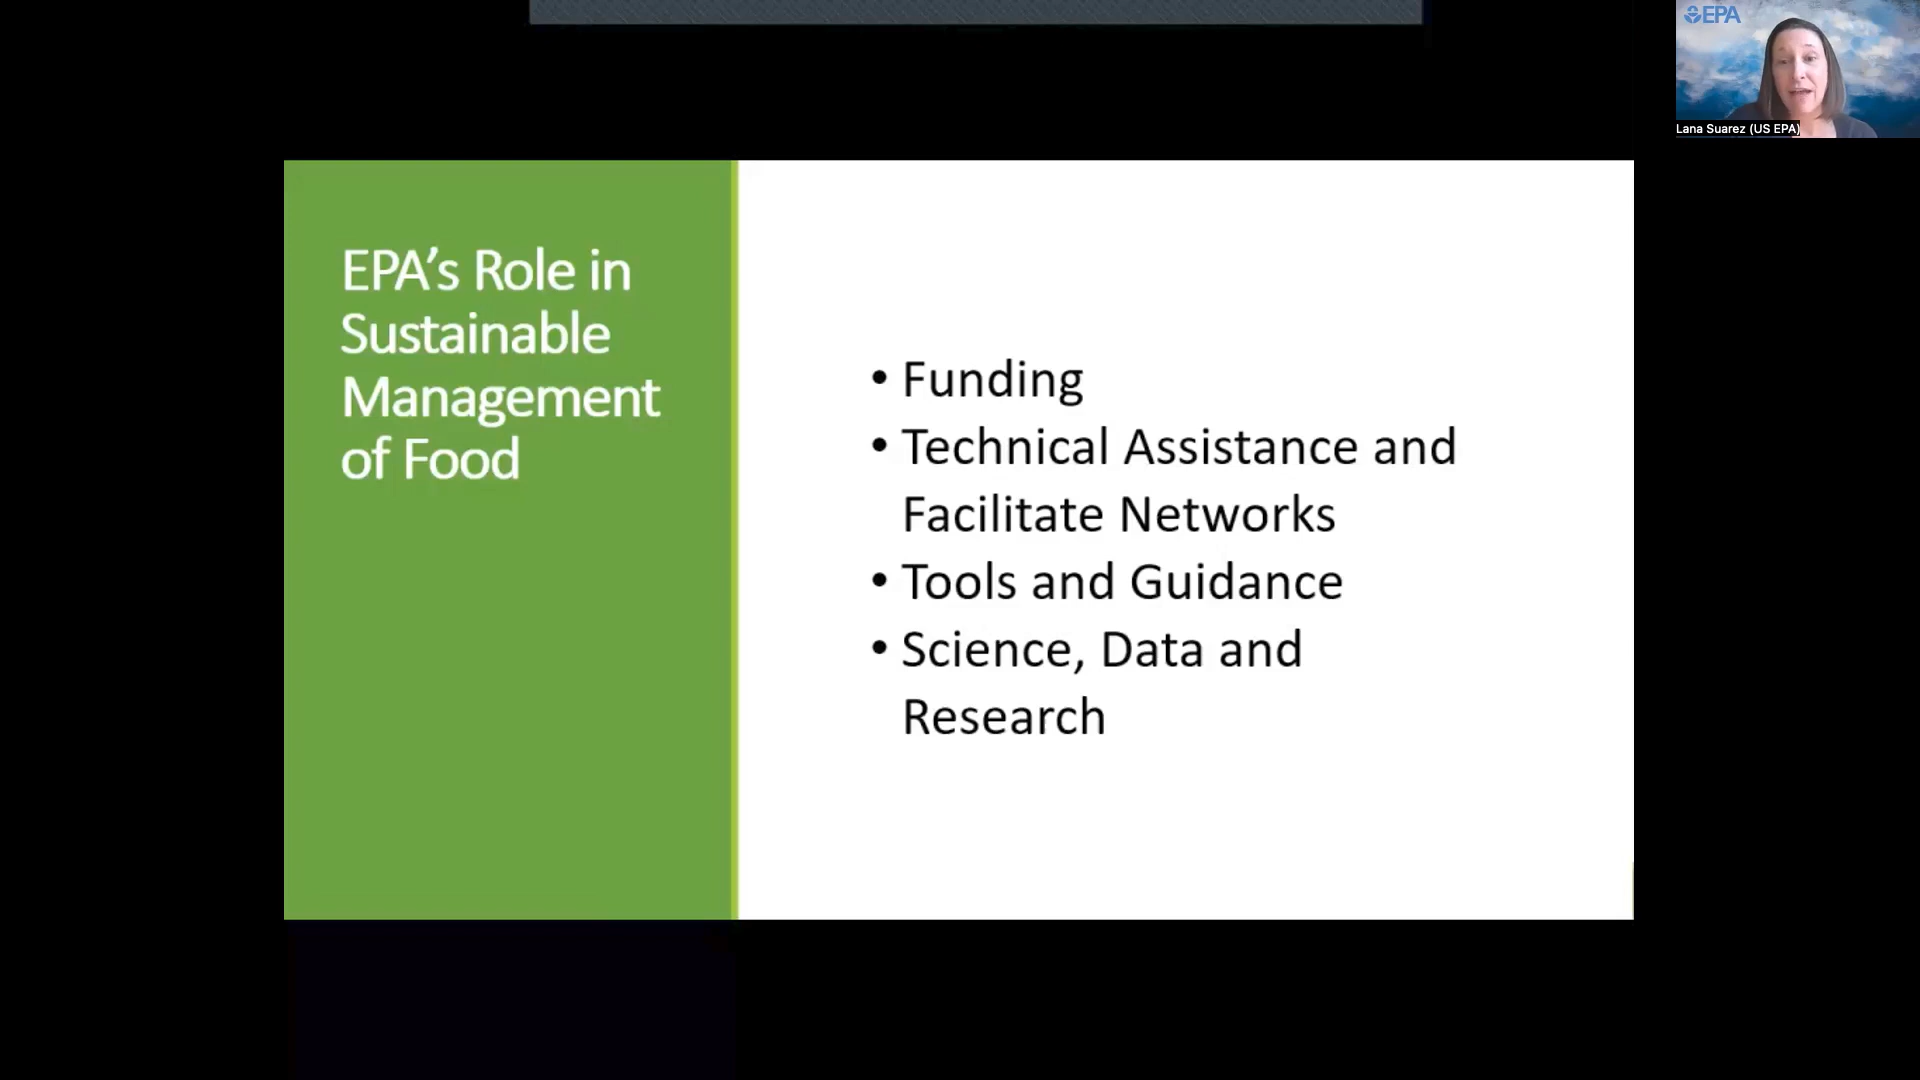 EPA
Lana Suarez (US EPA)
EPA’s Role in
Sustainable
Management
of Food
• Funding
• Technical Assistance and
Facilitate Networks
• Tools and Guidance
• Science, Data and
Research